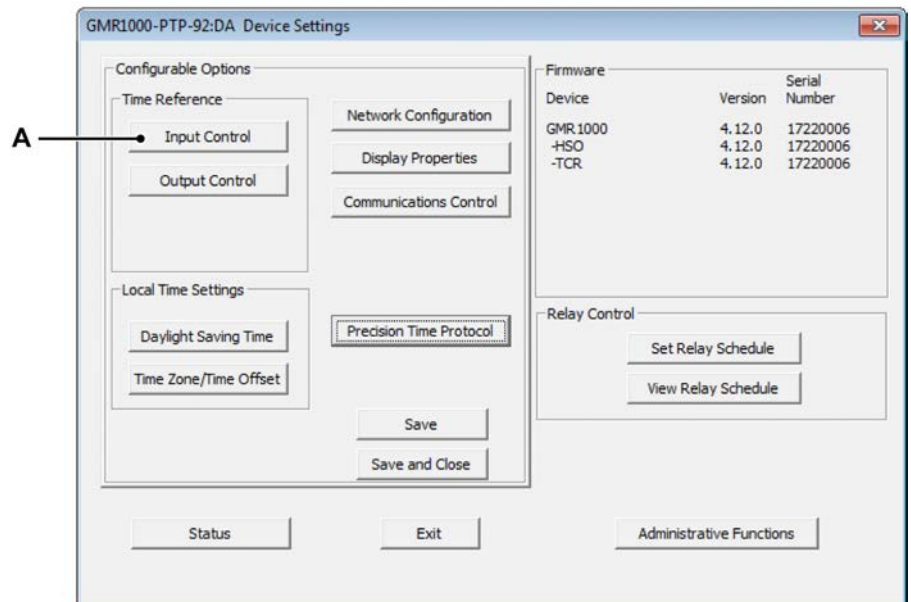 GMR1000-PTP-92:DA Device Settings
Configurable Options
Time Reference
A
Input Control
Output Control
Network Configuration
Display Properties
Communications Control
Local Time Settings
Daylight Saving Time
Time Zone/Time Offset
Precision Time Protocol
Save
Save and Close
Firmware
Device Version Serial Number
GMR1000 4.12.0 17220006
-HSO 4.12.0 17220006
-TCR 4.12.0 17220006
Relay Control
Set Relay Schedule
View Relay Schedule
Status Exit Administrative Functions